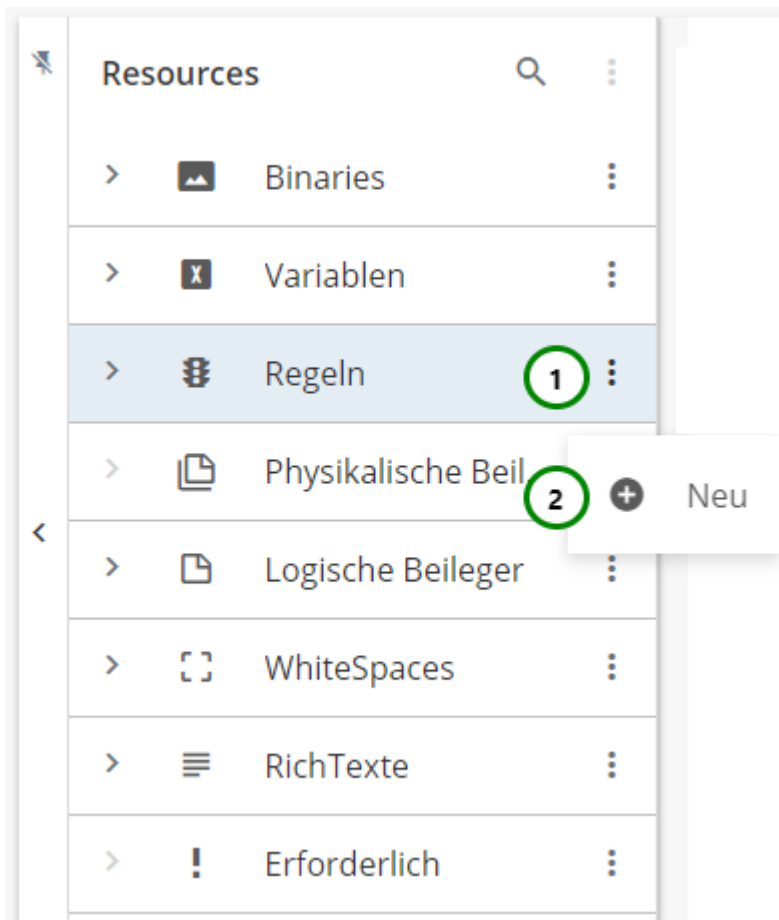 Resources
Binaries
X Variablen
Regeln 1
Physikalische Beil. 2 Neu
Logische Beileger
WhiteSpaces
RichTexte
! Erforderlich